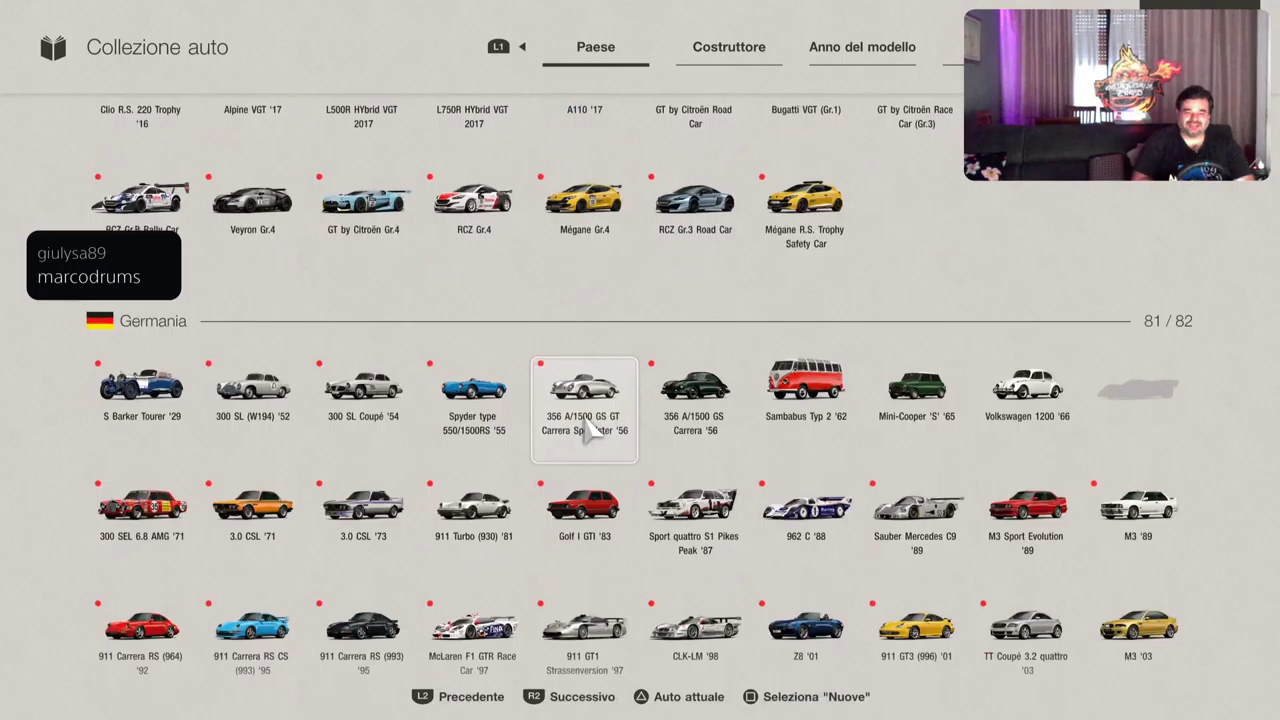 Collezione auto
L1
Paese
Costruttore
Anno del modello
Clio R.S. 220 Trophy
'16
Alpine VGT '17
L500R HYbrid VGT
2017
L750R HYbrid VGT
2017
A110 '17
GT by Citroën Road
Car
Bugatti VGT (Gr.1)
GT by Citroën Race
Car (Gr.3)
RCZ Gr.B Rally Car
Veyron Gr.4
GT by Citroën Gr.4
RCZ Gr.4
Mégane Gr.4
RCZ Gr.3 Road Car
Mégane R.S. Trophy
Safety Car
giulysa89
marcodrums
Germania
81 / 82
S Barker Tourer '29
300 SL (W194) '52
300 SL Coupé '54
Spyder type
550/1500RS '55
356 A/1500 GS GT
Carrera Speedster '56
356 A/1500 GS
Carrera '56
Sambabus Typ 2 '62
Mini-Cooper 'S' '65
Volkswagen 1200 '66
300 SEL 6.8 AMG '71
3.0 CSL '71
3.0 CSL '73
911 Turbo (930) '81
Golf I GTI '83
Sport quattro S1 Pikes
Peak '87
962 C '88
Sauber Mercedes C9
'89
M3 Sport Evolution
'89
M3 '89
911 Carrera RS (964)
'92
911 Carrera RS CS
(993) '95
911 Carrera RS (993)
'95
McLaren F1 GTR Race
Car '97
911 GT1
Strassenversion '97
CLK-LM '98
Z8 '01
911 GT3 (996) '01
TT Coupé 3.2 quattro
'03
M3 '03
L2 Precedente
R2 Successivo
Auto attuale
Seleziona "Nuove"